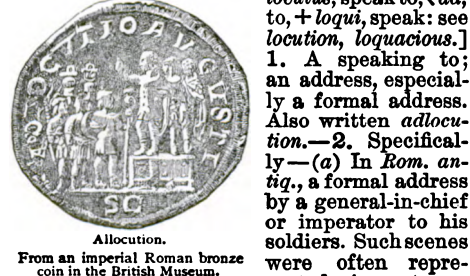 SC
Allocution.
From an imperial Roman bronze
coin in the British Museum.
locutus, speak to, < ad,
to, + loqui, speak: see
locution, loquacious.]
1. A speaking to;
an address, especial-
ly a formal address.
Also written adlocu-
tion.—2. Specifical-
ly—(a) In Rom. an-
tiq., a formal address
by a general-in-chief
or imperator to his
soldiers. Such scenes
were often repre-